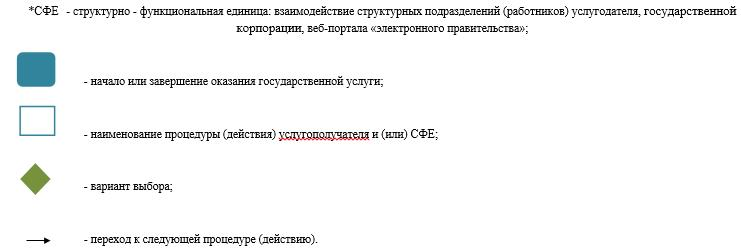 *СФЕ - структурно - функциональная единица: взаимодействие структурных подразделений (работников) услугодателя, государственной
корпорации, веб-портала «электронного правительства»;
- начало или завершение оказания государственной услуги;
- наименование процедуры (действия) услугополучателя и (или) СФЕ;
- вариант выбора;
- переход к следующей процедуре (действию).